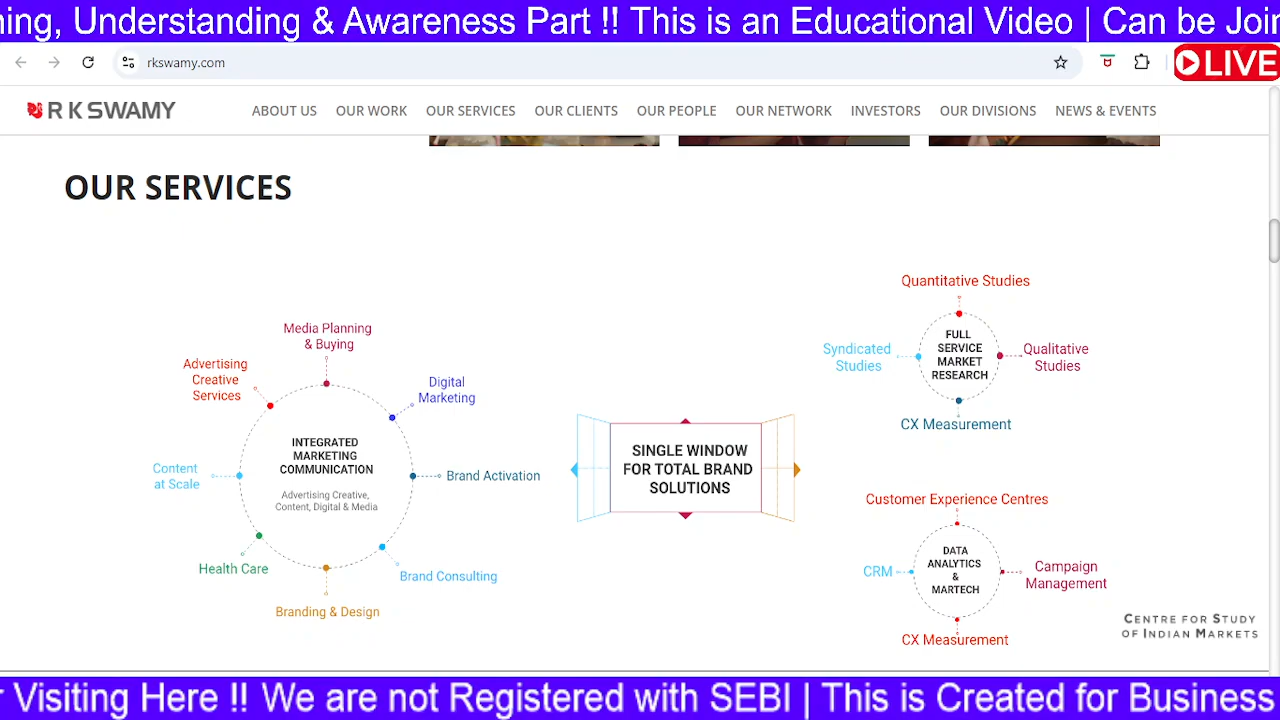 ning, Understanding & Awareness Part !! This is an Educational Video | Can be Join
rkswamy.com
LIVE
R K SWAMY
ABOUT US OUR WORK OUR SERVICES OUR CLIENTS OUR PEOPLE OUR NETWORK INVESTORS OUR DIVISIONS NEWS & EVENTS
OUR SERVICES
Media Planning
& Buying
Advertising
Creative
Services
Digital
Marketing
INTEGRATED
MARKETING
COMMUNICATION
Advertising Creative,
Content, Digital & Media
Content
at Scale
Brand Activation
Health Care
Brand Consulting
Branding & Design
SINGLE WINDOW
FOR TOTAL BRAND
SOLUTIONS
Quantitative Studies
FULL
SERVICE
MARKET
RESEARCH
Syndicated
Studies
Qualitative
Studies
CX Measurement
Customer Experience Centres
DATA
ANALYTICS
&
MARTECH
CRM
Campaign
Management
CX Measurement
CENTRE FOR STUDY
OF INDIAN MARKETS
r Visiting Here !! We are not Registered with SEBI | This is Created for Business